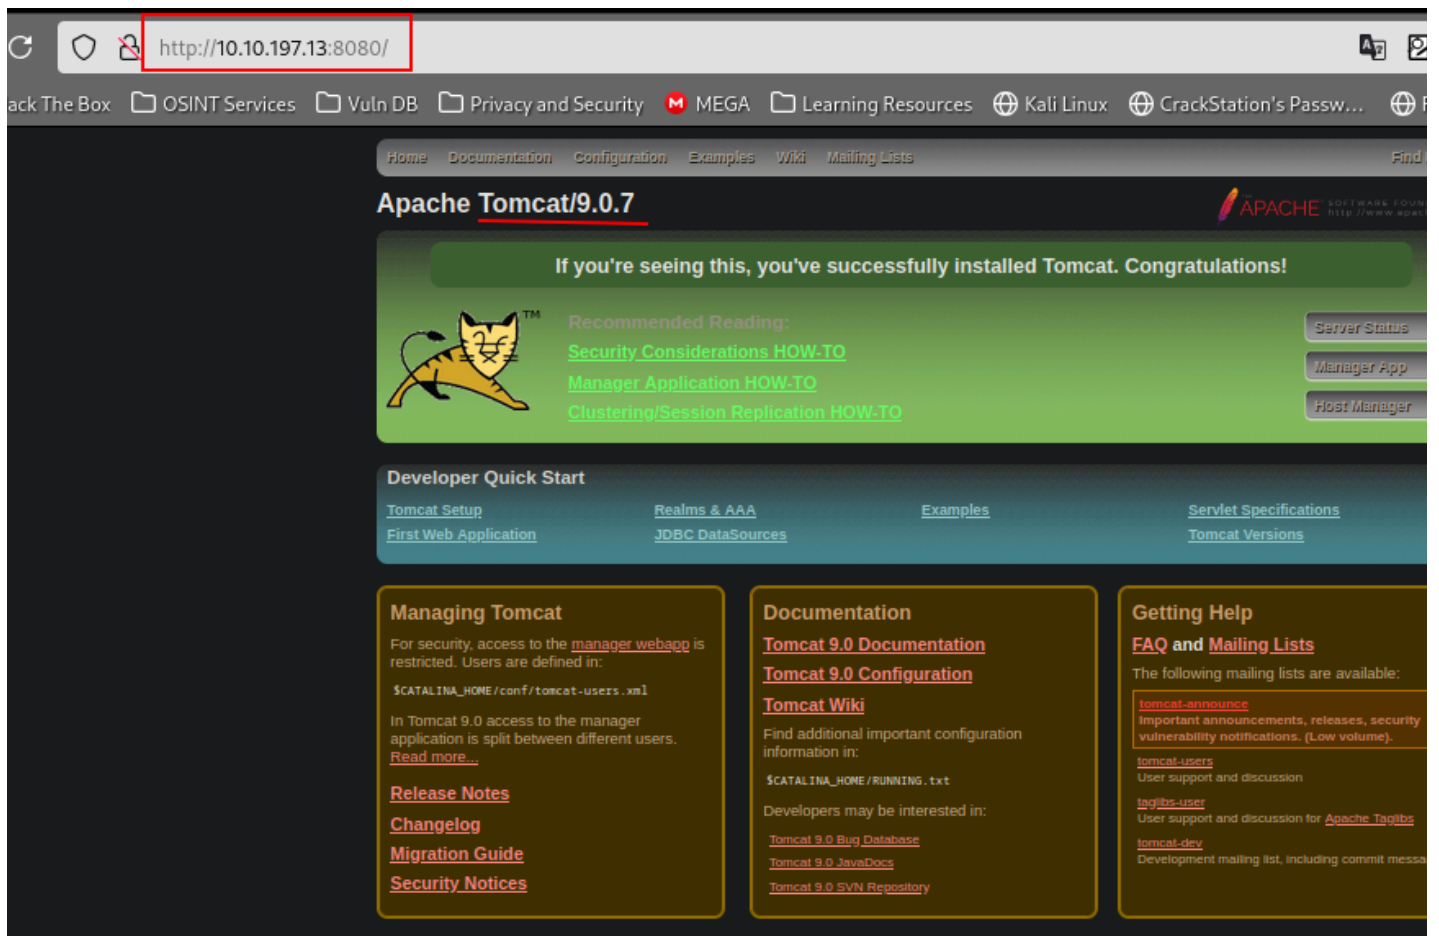 http://10.10.197.13:8080/
ack The Box OSINT Services Vuln DB Privacy and Security MEGA Learning Resources Kali Linux CrackStation's Passw...
Home Documentation Configuration Examples Wiki Mailing Lists Find
Apache Tomcat/9.0.7
APACHE
http://www.apac
If you're seeing this, you've successfully installed Tomcat. Congratulations!
TM
Recommended Reading:
Security Considerations HOW-TO
Manager Application HOW-TO
Clustering/Session Replication HOW-TO
Server Status
Manager App
Host Manager
Developer Quick Start
Tomcat Setup Realms & AAA Examples Servlet Specifications
First Web Application JDBC DataSources Tomcat Versions
Managing Tomcat
For security, access to the manager webapp is
restricted. Users are defined in:
$CATALINA_HOME/conf/tomcat-users.xml
In Tomcat 9.0 access to the manager
application is split between different users.
Read more...
Release Notes
Changelog
Migration Guide
Security Notices
Documentation
Tomcat 9.0 Documentation
Tomcat 9.0 Configuration
Tomcat Wiki
Find additional important configuration
information in:
$CATALINA_HOME/RUNNING.txt
Developers may be interested in:
Tomcat 9.0 Bug Database
Tomcat 9.0 JavaDocs
Tomcat 9.0 SVN Repository
Getting Help
FAQ and Mailing Lists
The following mailing lists are available:
tomcat-announce
Important announcements, releases, security
vulnerability notifications. (Low volume).
tomcat-users
User support and discussion
taglibs-user
User support and discussion for Apache Taglibs
tomcat-dev
Development mailing list, including commit messa